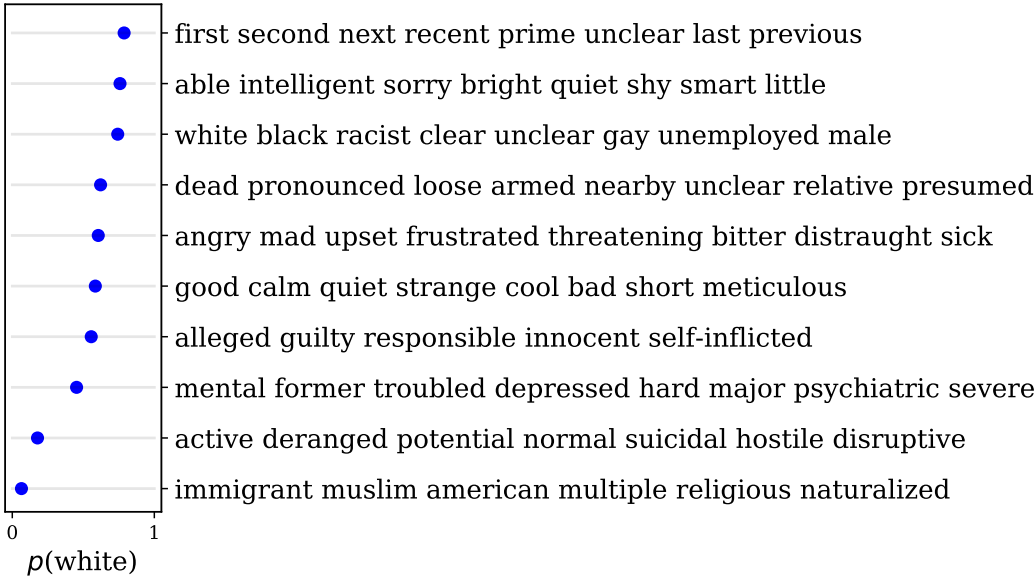 first second next recent prime unclear last previous
able intelligent sorry bright quiet shy smart little
white black racist clear unclear gay unemployed male
dead pronounced loose armed nearby unclear relative presumed
angry mad upset frustrated threatening bitter distraught sick
good calm quiet strange cool bad short meticulous
alleged guilty responsible innocent self-inflicted
mental former troubled depressed hard major psychiatric severe
active deranged potential normal suicidal hostile disruptive
immigrant muslim american multiple religious naturalized
0 1
p(white)